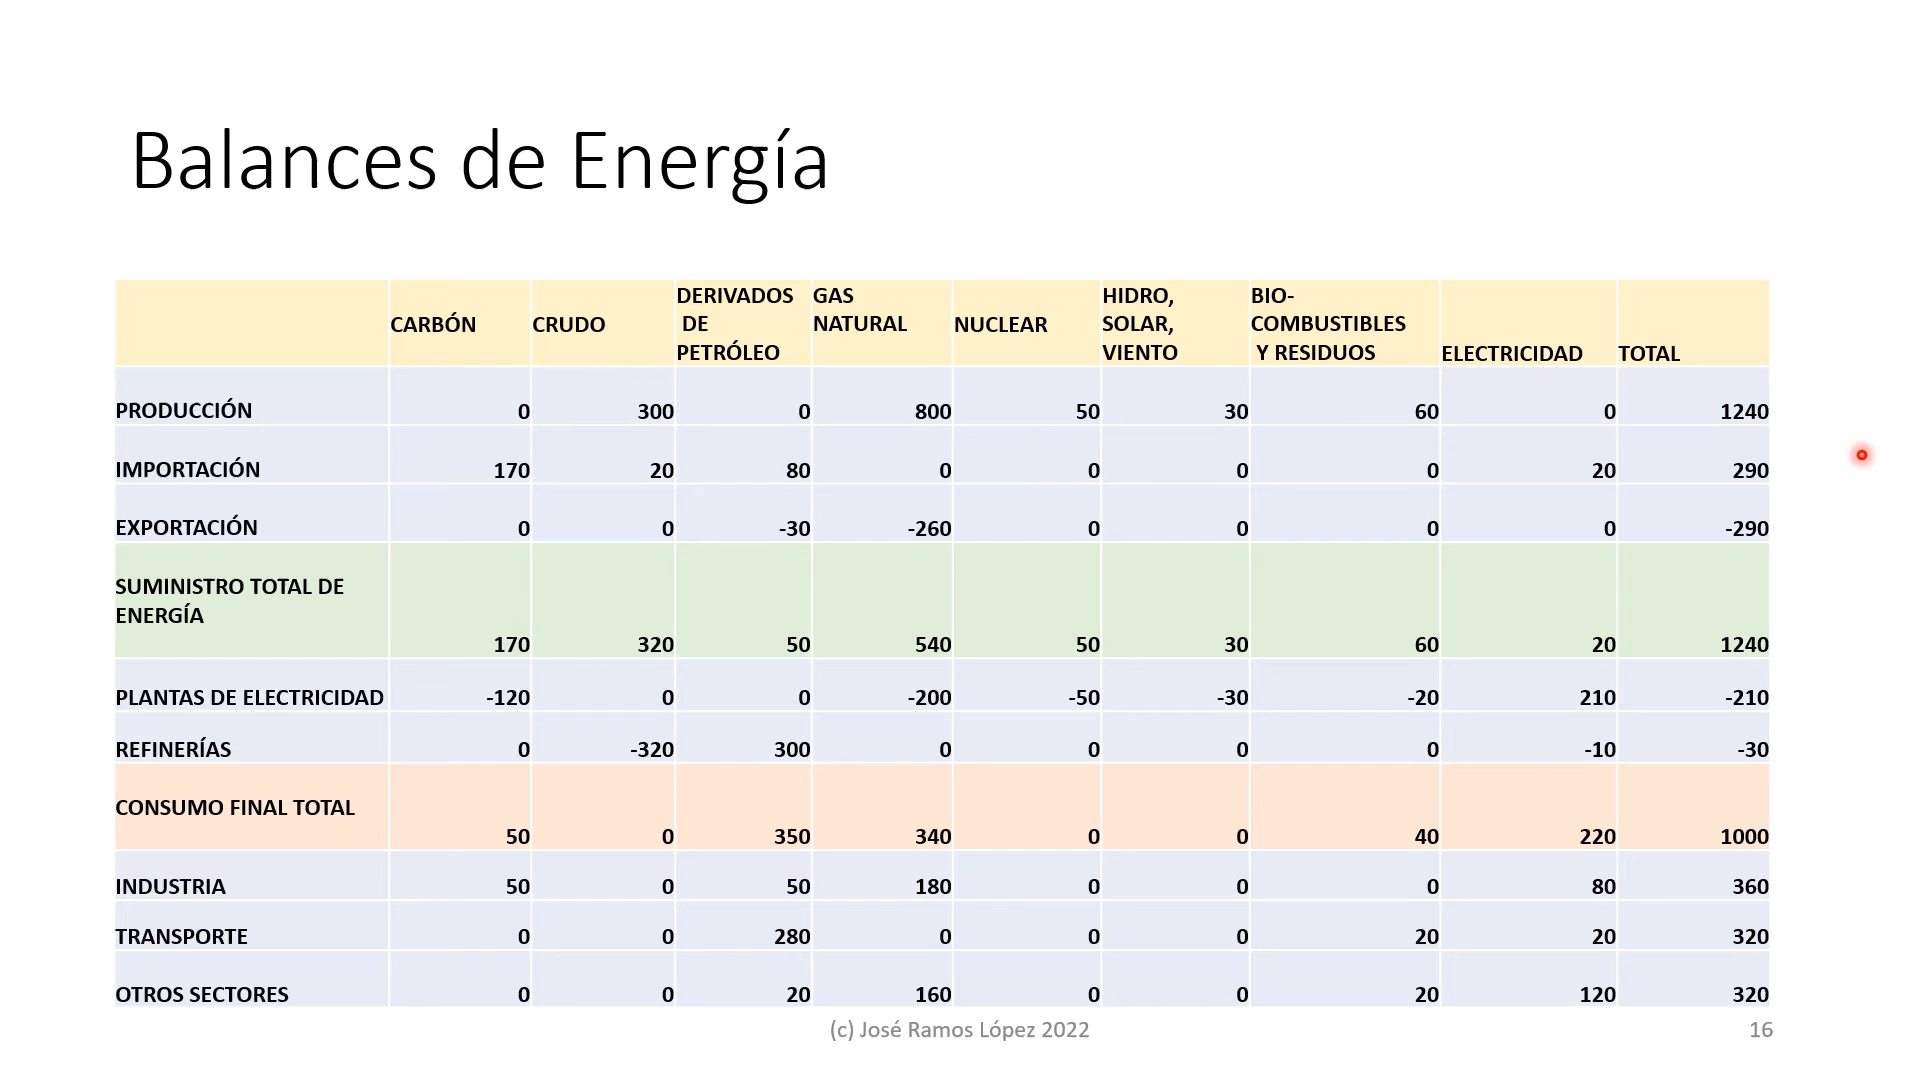 Balances de Energía
CARBÓN CRUDO DERIVADOS DE PETRÓLEO GAS NATURAL NUCLEAR HIDRO, SOLAR, VIENTO BIO-COMBUSTIBLES Y RESIDUOS ELECTRICIDAD TOTAL
PRODUCCIÓN 0 300 0 800 50 30 60 0 1240
IMPORTACIÓN 170 20 80 0 0 0 0 20 290
EXPORTACIÓN 0 0 -30 -260 0 0 0 0 -290
SUMINISTRO TOTAL DE ENERGÍA 170 320 50 540 50 30 60 20 1240
PLANTAS DE ELECTRICIDAD -120 0 0 -200 -50 -30 -20 210 -210
REFINERÍAS 0 -320 300 0 0 0 0 -10 -30
CONSUMO FINAL TOTAL 50 0 350 340 0 0 40 220 1000
INDUSTRIA 50 0 50 180 0 0 0 80 360
TRANSPORTE 0 0 280 0 0 0 20 20 320
OTROS SECTORES 0 0 20 160 0 0 20 120 320
(c) José Ramos López 2022
16